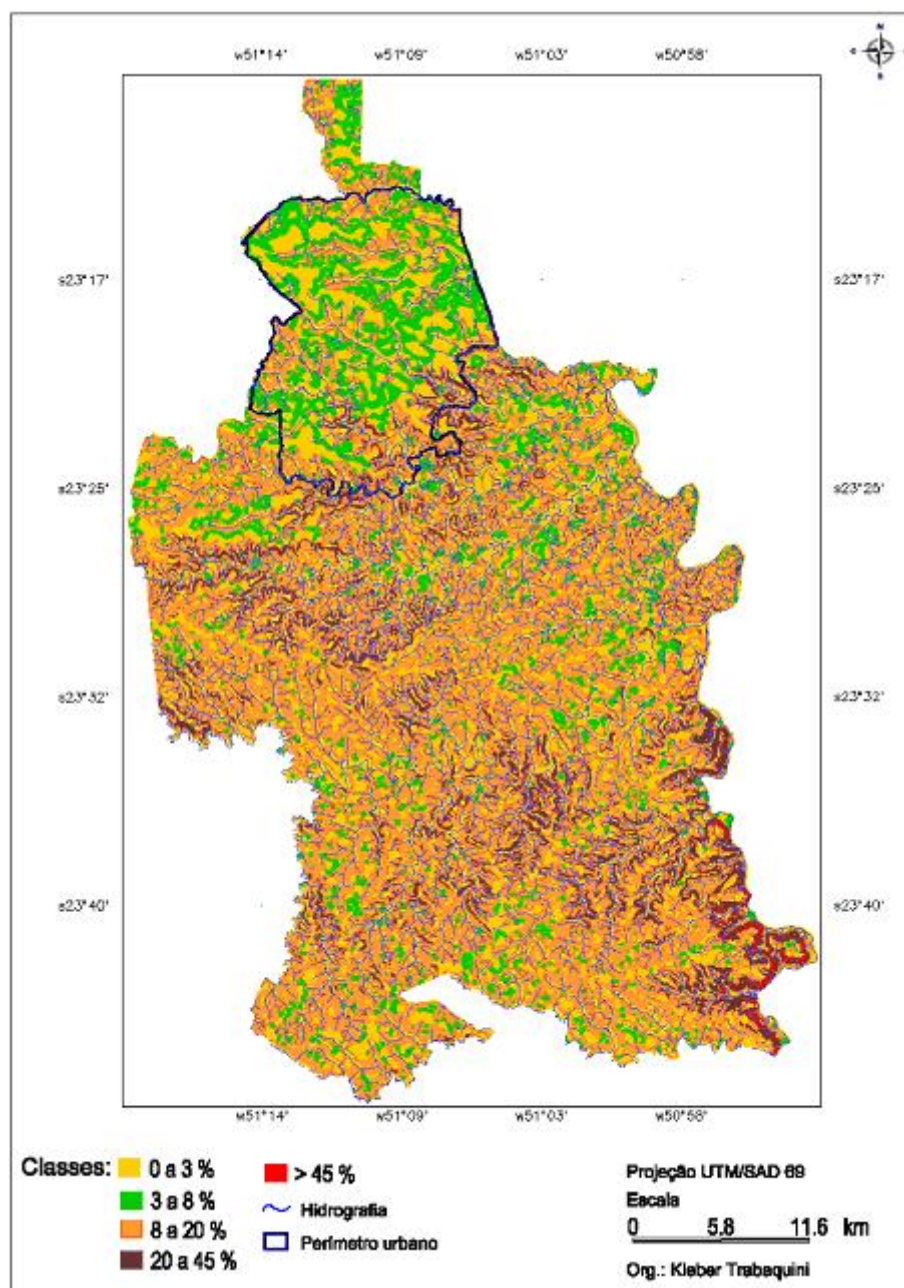 N
S
w51°14' w51°09' w51°03' w50°58'
s23°17' s23°17'
s23°25' s23°25'
s23°32' s23°32'
s23°40' s23°40'
w51°14' w51°09' w51°03' w50°58'
Classes: 0 a 3 %
3 a 8 %
8 a 20 %
20 a 45 %
> 45 %
Hidrografia
Perímetro urbano
Projeção UTM/SAD 69
Escala
0 5.8 11.6 km
Org.: Kleber Trabaquini